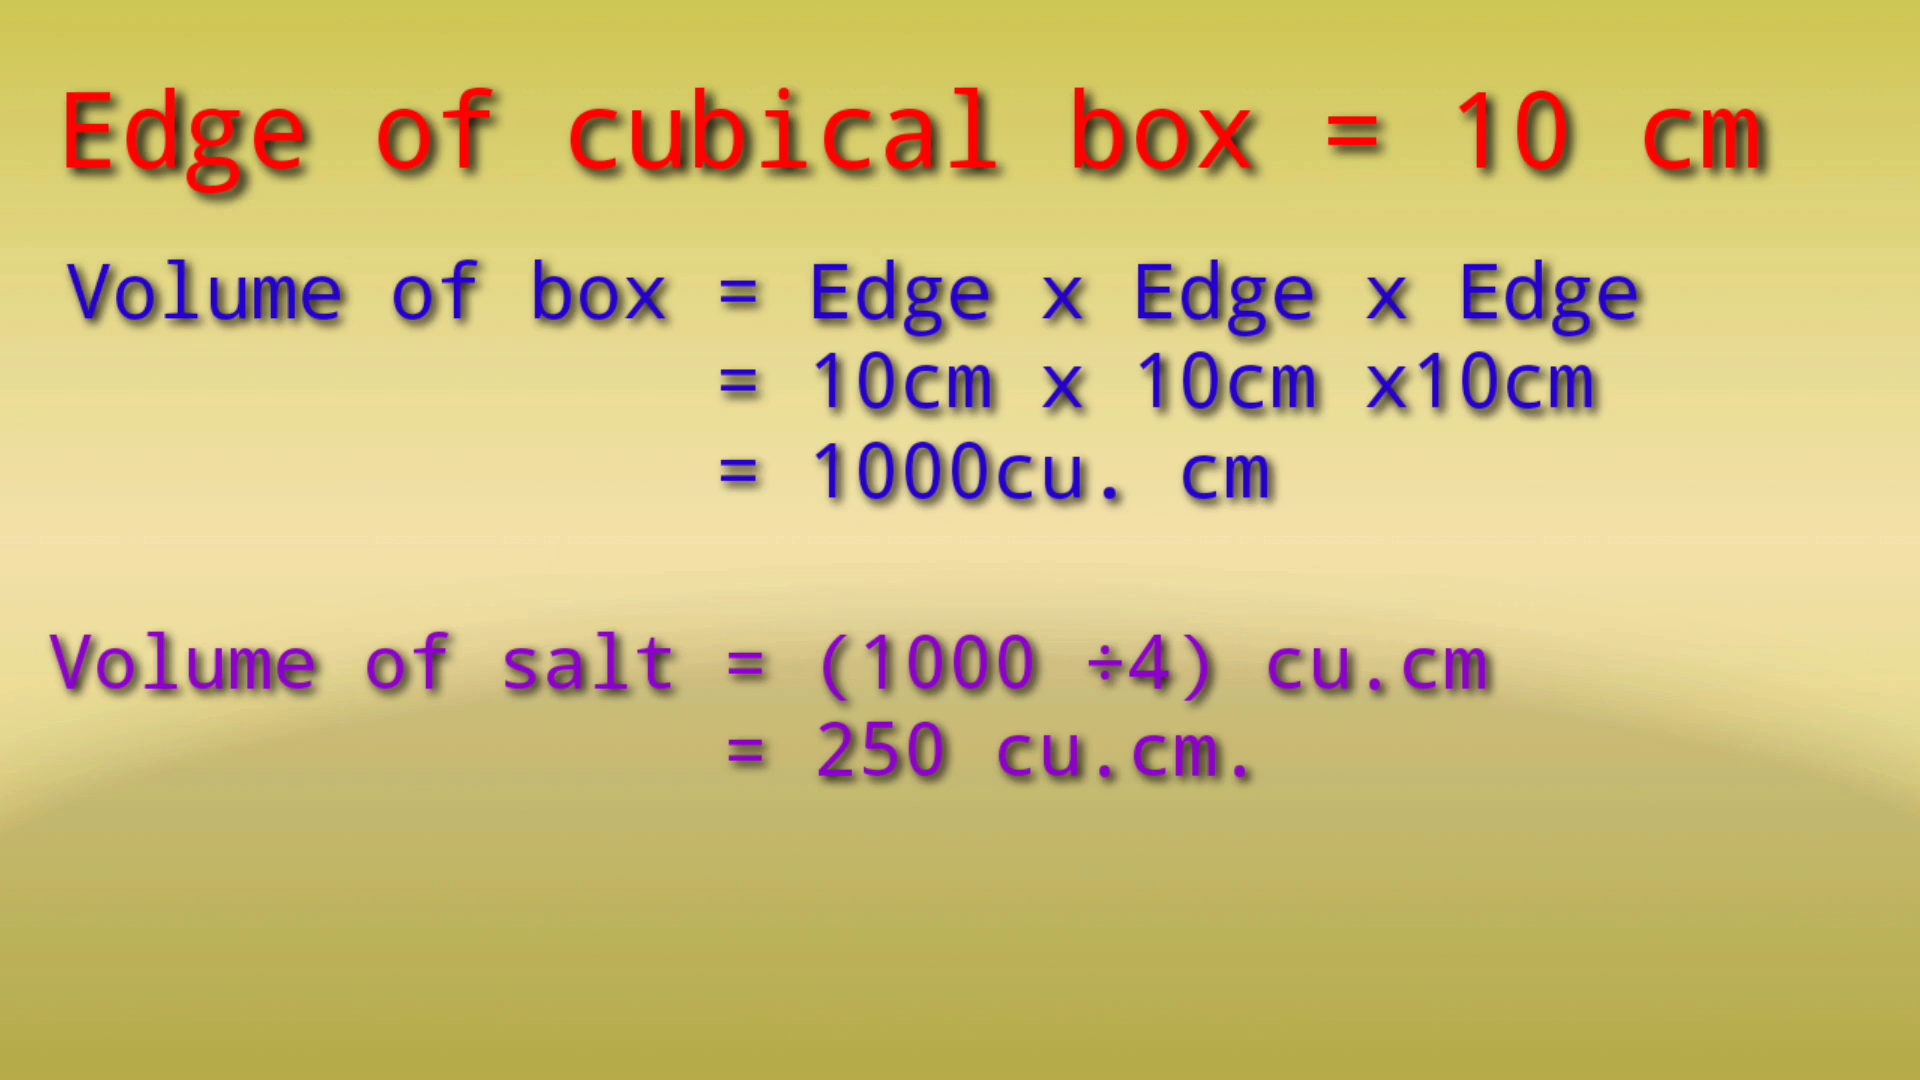 Edge of cubical box = 10 cm
Volume of box = Edge x Edge x Edge
= 10cm x 10cm x10cm
= 1000cu. cm
Volume of salt = (1000 ÷4) cu.cm
= 250 cu.cm.